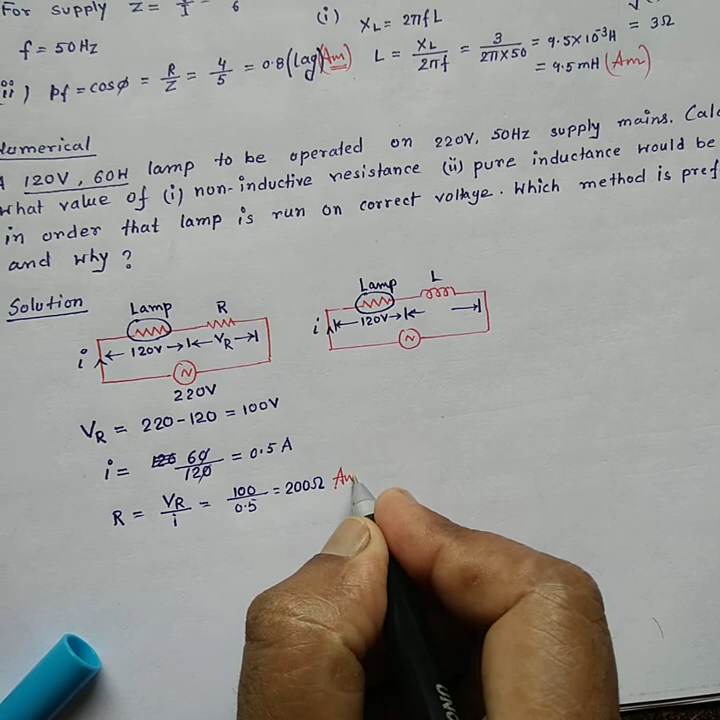 For supply Z =
f = 50Hz
(ii) pf = cosφ = R/Z = 4/5 = 0.8 (lag) (Am)
(i) XL = 2πfL
= 3Ω
L = XL/2πf = 3/2π×50 = 9.5×10⁻³H
= 9.5mH (Am)
Numerical
A 120V, 60W lamp to be operated on 220V, 50Hz supply mains.
what value of (i) non-inductive resistance (ii) pure inductance would be
in order that lamp is run on correct voltage. Which method is
and why?
Solution
Lamp R
i 120V VR
220V
Lamp L
i 120V
VR = 220-120 = 100V
i = 60/120 = 0.5 A
R = VR/i = 100/0.5 = 200Ω
UNO